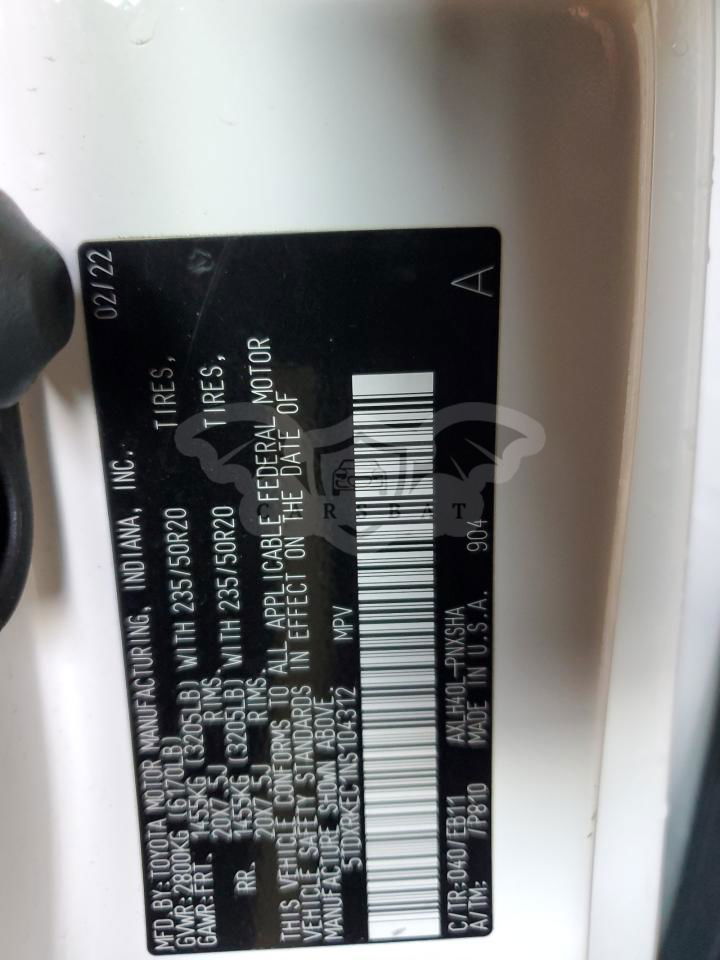 MFD.BY:TOYOTA MOTOR MANUFACTURING, INDIANA, INC. 02/22
GVWR:2800KG (6170LB)
GAWR:FRT. 1455KG (3205LB) WITH 235/50R20 TIRES,
20X7.5J RIMS.
RR. 1455KG (3205LB) WITH 235/50R20 TIRES,
20X7.5J RIMS.
THIS VEHICLE CONFORMS TO ALL APPLICABLE FEDERAL MOTOR
VEHICLE SAFETY STANDARDS IN EFFECT ON THE DATE OF
MANUFACTURE SHOWN ABOVE.
5TDXRKEC1NS104312 MPV
C/TR:040/EB11 AXLH40L-PNXSHA A
A/TM: /P810 MADE IN U.S.A. 904
CARSBAT